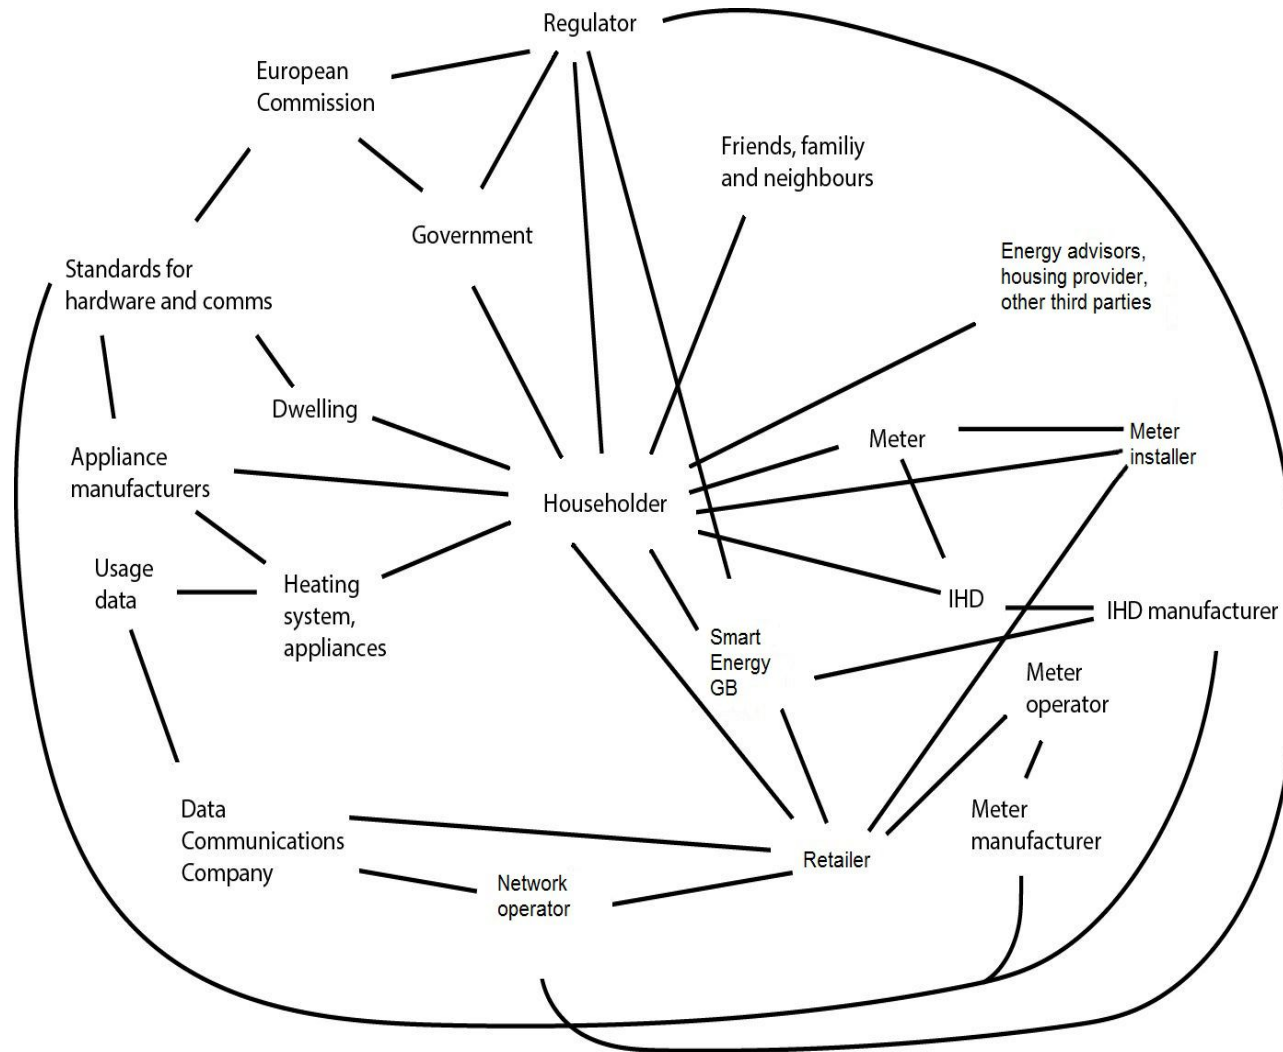 Regulator
European
Commission
Friends, familiy
and neighbours
Government
Energy advisors,
housing provider,
other third parties
Standards for
hardware and comms
Dwelling
Meter
Meter
installer
Appliance
manufacturers
Householder
Usage
data
Heating
system,
appliances
IHD
IHD manufacturer
Smart
Energy
GB
Meter
operator
Data
Communications
Company
Meter
manufacturer
Retailer
Network
operator